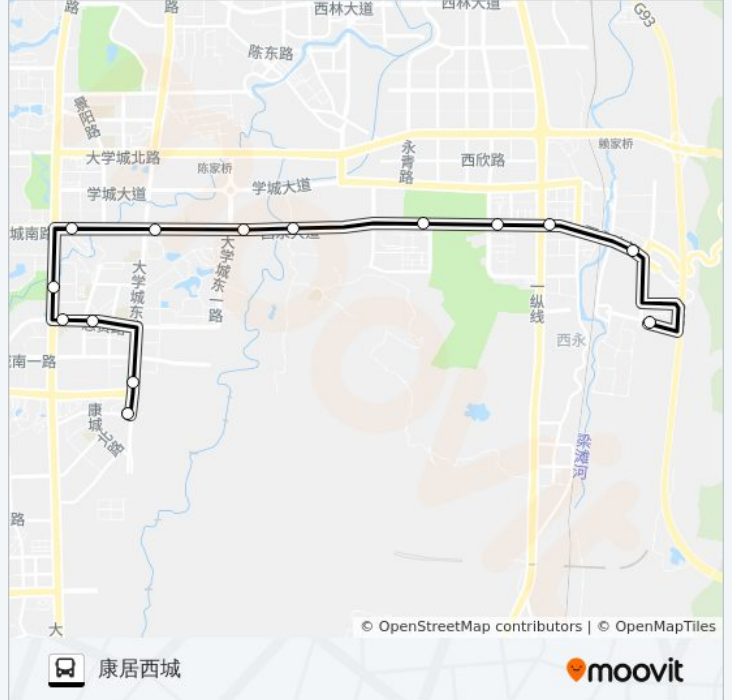 路
路
西林大道
西林大道
G93
陈东路
景阳路
大学城北路
陈家桥
永青路
西欣路
赖家桥
学城大道
学城大道
城南路
大学城东一路
大学城东
一纵线
西永
南一路
康城北路
梁滩河
路
大
© OpenStreetMap contributors | © OpenMapTiles
康居西城
moovit